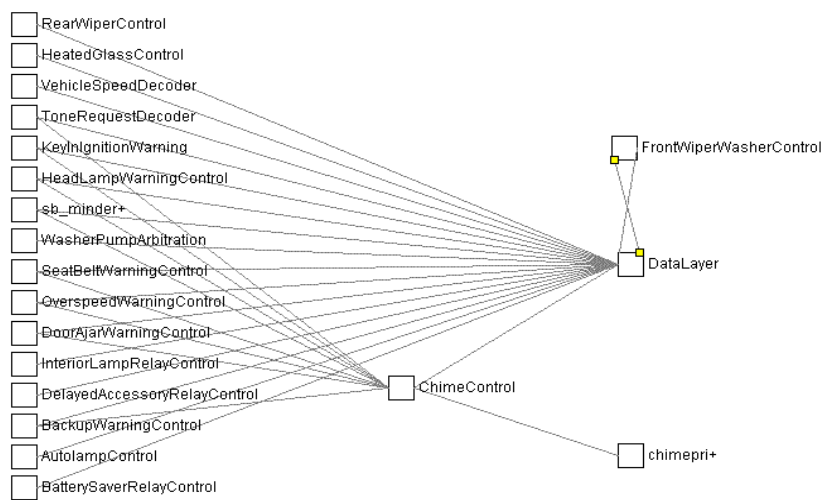 RearWiperControl
HeatedGlassControl
VehicleSpeedDecoder
ToneRequestDecoder
KeyInIgnitionWarning
HeadLampWarningControl
sb_minder+
WasherPumpArbitration
SeatBeltWarningControl
OverspeedWarningControl
DoorAjarWarningControl
InteriorLampRelayControl
DelayedAccessoryRelayControl
BackupWarningControl
AutolampControl
BatterySaverRelayControl
ChimeControl
FrontWiperWasherControl
DataLayer
chimepri+